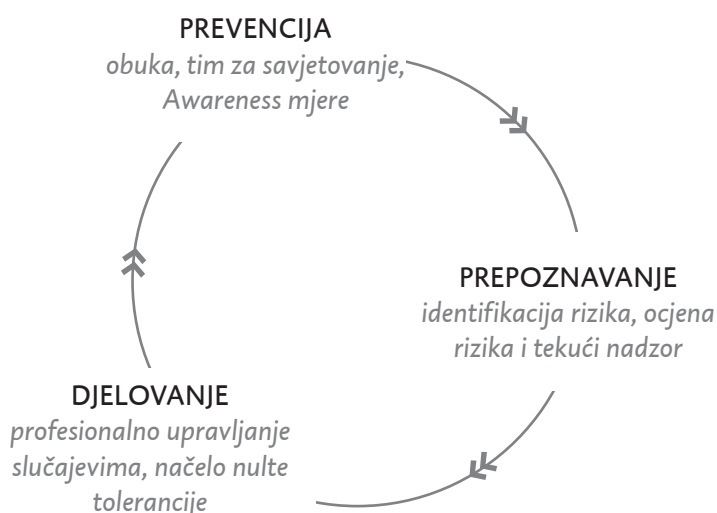 PREVENCIJA
obuka, tim za savjetovanje,
Awareness mjere
PREPOZNAVANJE
identifikacija rizika, ocjena
rizika i tekući nadzor
DJELOVANJE
profesionalno upravljanje
slučajevima, načelo nulte
tolerancije